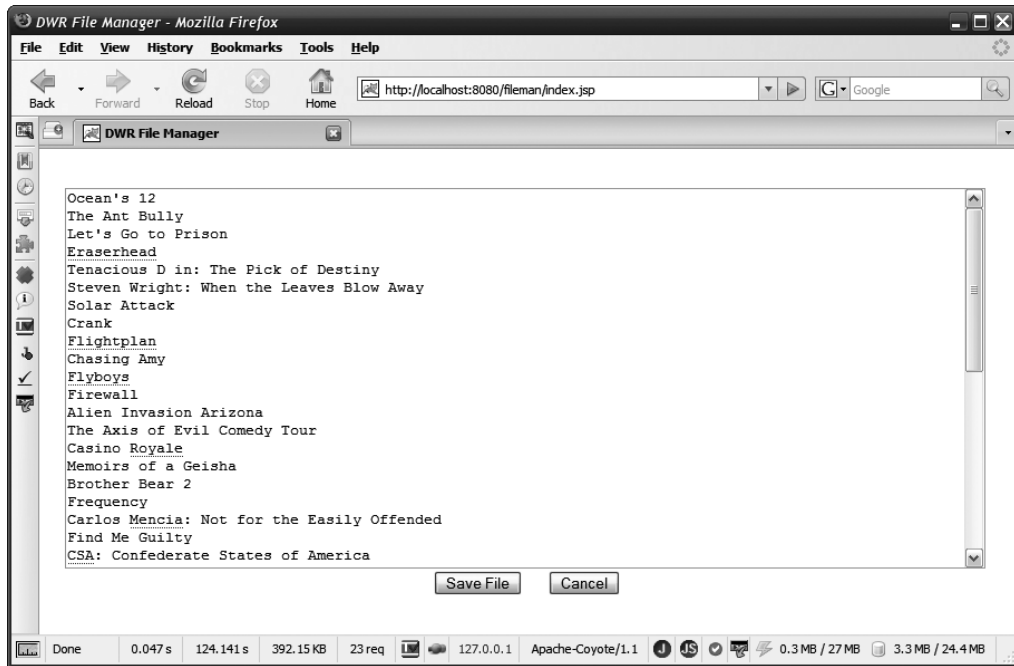 DWR File Manager - Mozilla Firefox
File Edit View History Bookmarks Tools Help
http://localhost:8080/fileman/index.jsp
G Google
Back Forward Reload Stop Home
DWR File Manager
Ocean's 12
The Ant Bully
Let's Go to Prison
Eraserhead
Tenacious D in: The Pick of Destiny
Steven Wright: When the Leaves Blow Away
Solar Attack
Crank
Flightplan
Chasing Amy
Flyboys
Firewall
Alien Invasion Arizona
The Axis of Evil Comedy Tour
Casino Royale
Memoirs of a Geisha
Brother Bear 2
Frequency
Carlos Mencia: Not for the Easily Offended
Find Me Guilty
CSA: Confederate States of America
Save File Cancel
Done 0.047 s 124.141 s 392.15 KB 23 req 127.0.0.1 Apache-Coyote/1.1 J JS 0.3 MB / 27 MB 3.3 MB / 24.4 MB